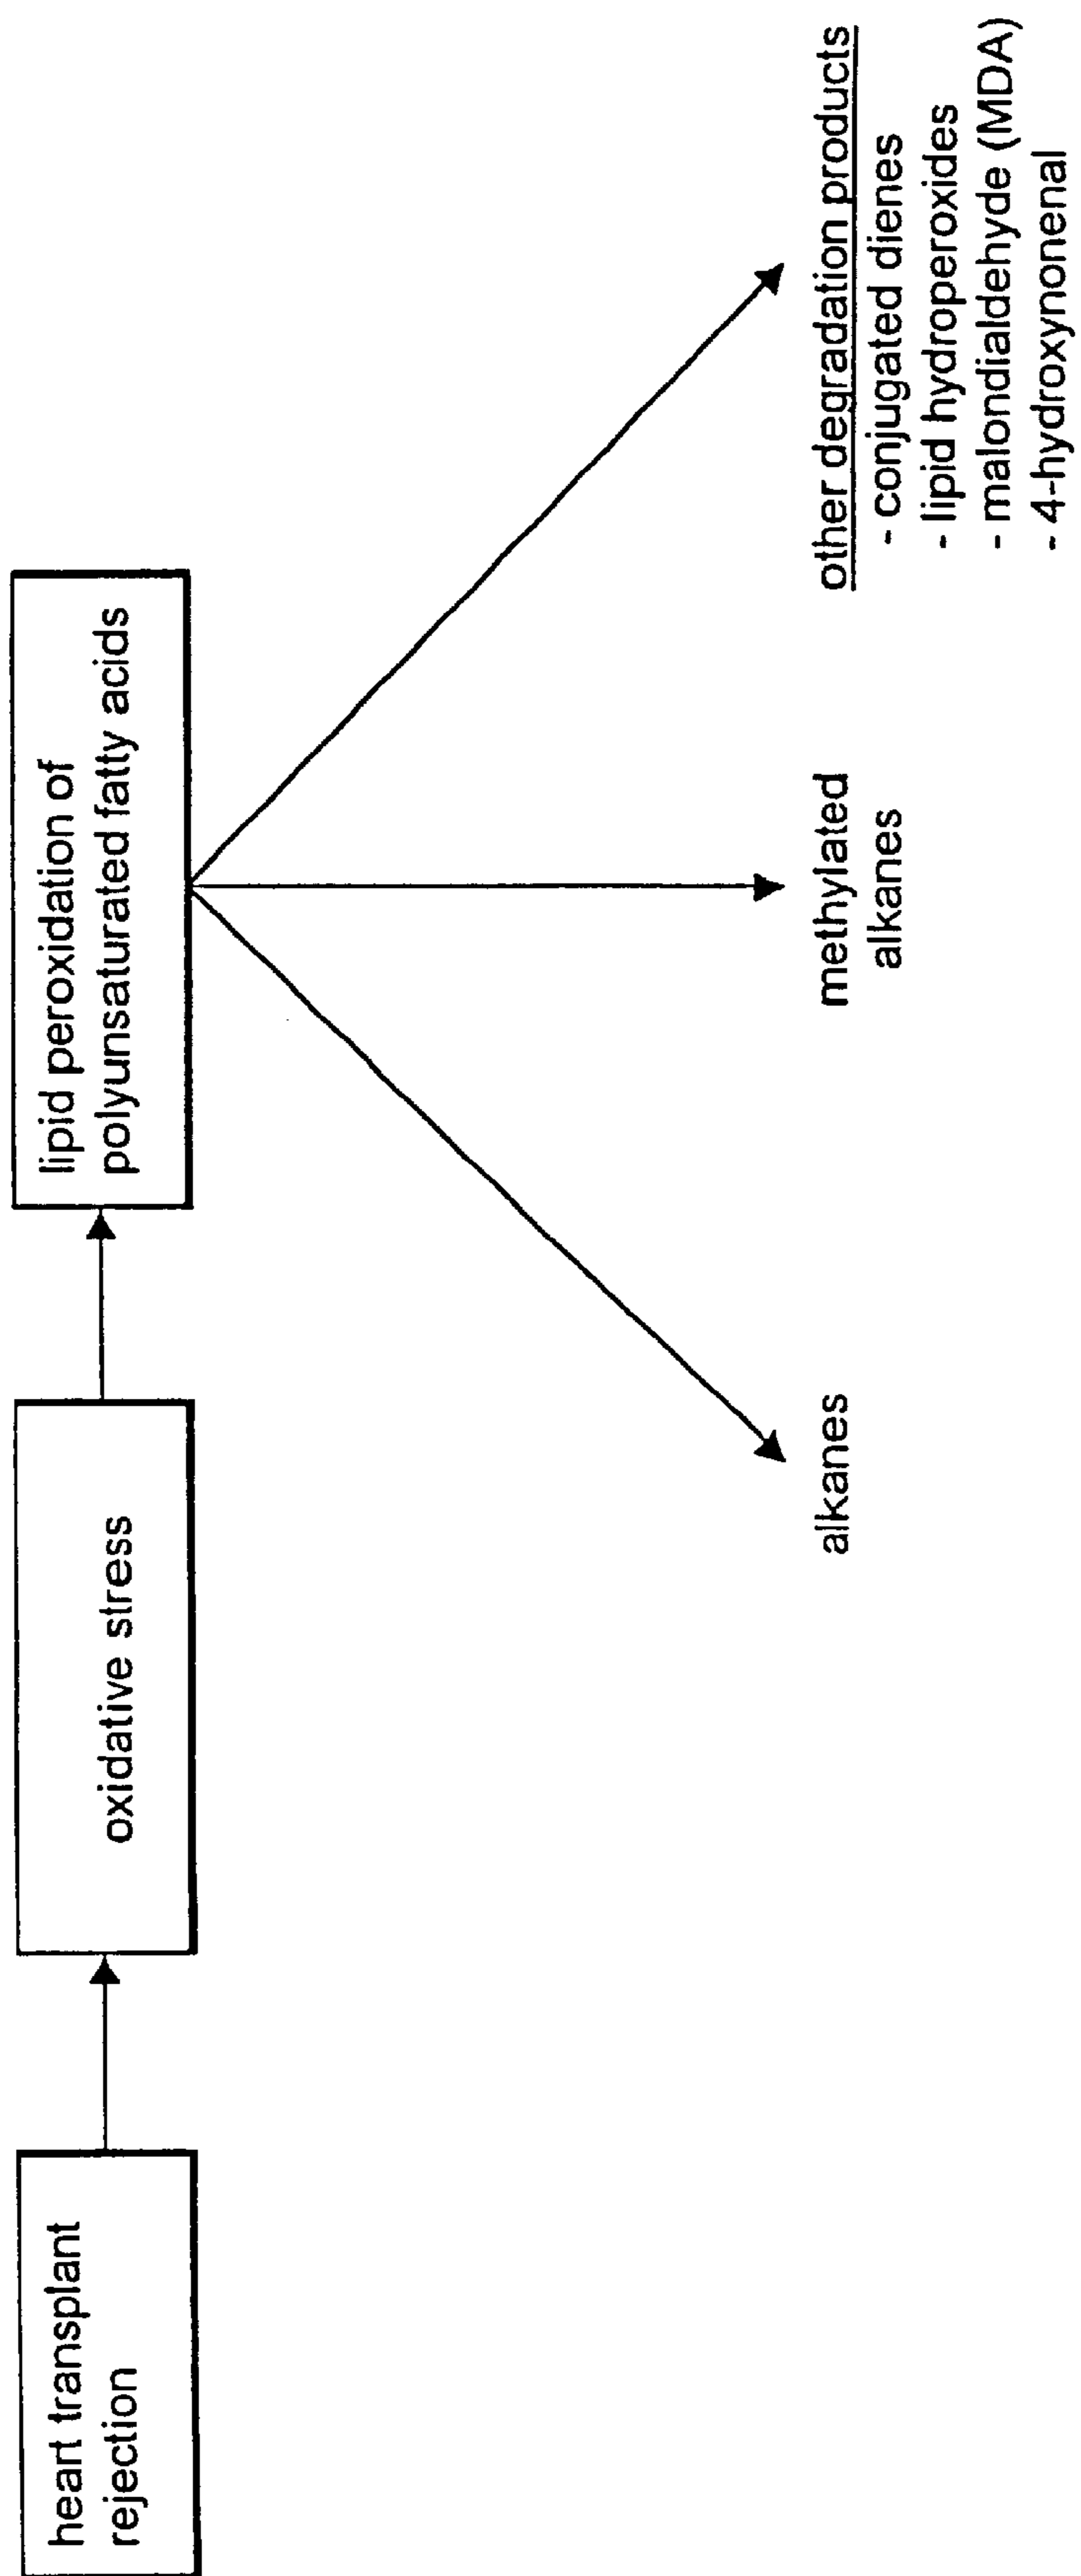 heart transplant
rejection
oxidative stress
lipid peroxidation of
polyunsaturated fatty acids
alkanes
methylated
alkanes
other degradation products
- conjugated dienes
- lipid hydroperoxides
- malondialdehyde (MDA)
- 4-hydroxynonenal